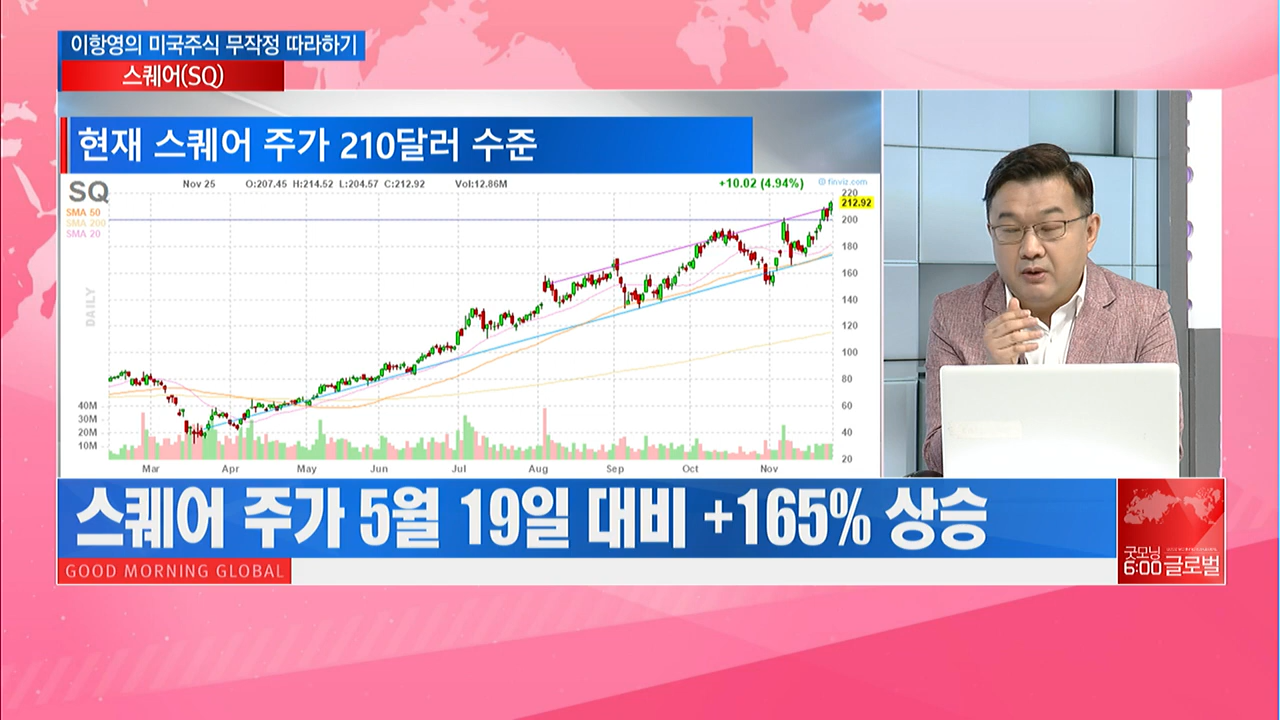 이항영의 미국주식 무작정 따라하기
스퀘어(SQ)
현재 스퀘어 주가 210달러 수준
SQ
Nov 25 O:207.45 H:214.52 L:204.57 C:212.92 Vol:12.86M +10.02 (4.94%) © finviz.com
SMA 50
SMA 200
SMA 20
DAILY
220
212.92
200
180
160
140
120
100
80
60
40
20
40M
30M
20M
10M
Mar Apr May Jun Jul Aug Sep Oct Nov
스퀘어 주가 5월 19일 대비 +165% 상승
GOOD MORNING GLOBAL
굿모닝
6:00 글로벌